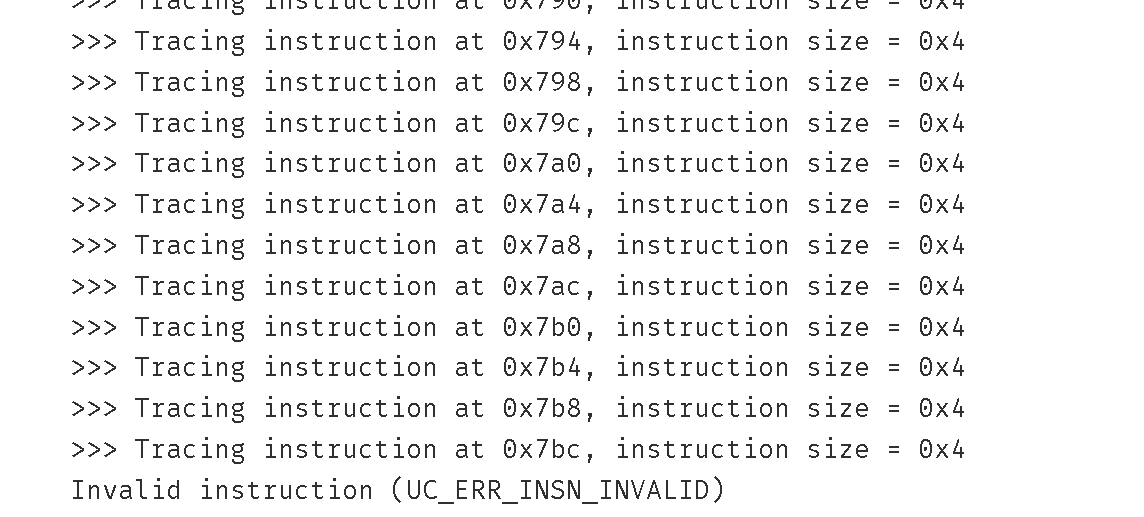 >>> Tracing instruction at 0x790, instruction size = 0x4
>>> Tracing instruction at 0x794, instruction size = 0x4
>>> Tracing instruction at 0x798, instruction size = 0x4
>>> Tracing instruction at 0x79c, instruction size = 0x4
>>> Tracing instruction at 0x7a0, instruction size = 0x4
>>> Tracing instruction at 0x7a4, instruction size = 0x4
>>> Tracing instruction at 0x7a8, instruction size = 0x4
>>> Tracing instruction at 0x7ac, instruction size = 0x4
>>> Tracing instruction at 0x7b0, instruction size = 0x4
>>> Tracing instruction at 0x7b4, instruction size = 0x4
>>> Tracing instruction at 0x7b8, instruction size = 0x4
>>> Tracing instruction at 0x7bc, instruction size = 0x4
Invalid instruction (UC_ERR_INSN_INVALID)